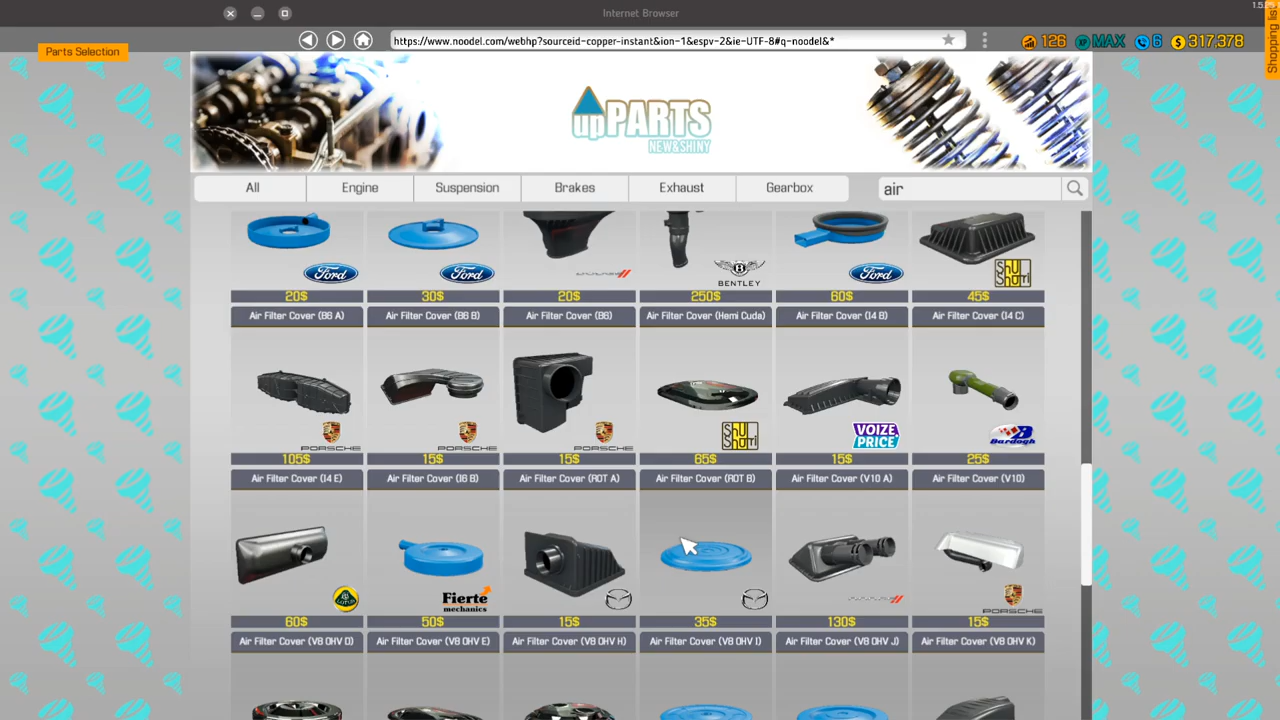 Internet Browser
1.5.
Parts Selection
https://www.noodel.com/webhp?sourceid-copper-instant&ion-1&espv-2&ie-UTF-8#q-noodel&*
126
XP MAX
6
$ 317,378
Shopping list
upPARTS
NEW&SHINY
All Engine Suspension Brakes Exhaust Gearbox
air
Ford Ford BENTLEY Ford ShuShuri
20$ 30$ 20$ 250$ 60$ 45$
Air Filter Cover (B6 A) Air Filter Cover (B6 B) Air Filter Cover (B6) Air Filter Cover (Hemi Cuda) Air Filter Cover (I4 B) Air Filter Cover (I4 C)
PORSCHE PORSCHE PORSCHE ShuShuri VOIZE PRICE Bardogh
105$ 15$ 15$ 65$ 15$ 25$
Air Filter Cover (I4 E) Air Filter Cover (I6 B) Air Filter Cover (ROT A) Air Filter Cover (ROT B) Air Filter Cover (V10 A) Air Filter Cover (V10)
LOTUS Fierte mechanics PORSCHE
60$ 50$ 15$ 35$ 130$ 15$
Air Filter Cover (V8 OHV D) Air Filter Cover (V8 OHV E) Air Filter Cover (V8 OHV H) Air Filter Cover (V8 OHV I) Air Filter Cover (V8 OHV J) Air Filter Cover (V8 OHV K)